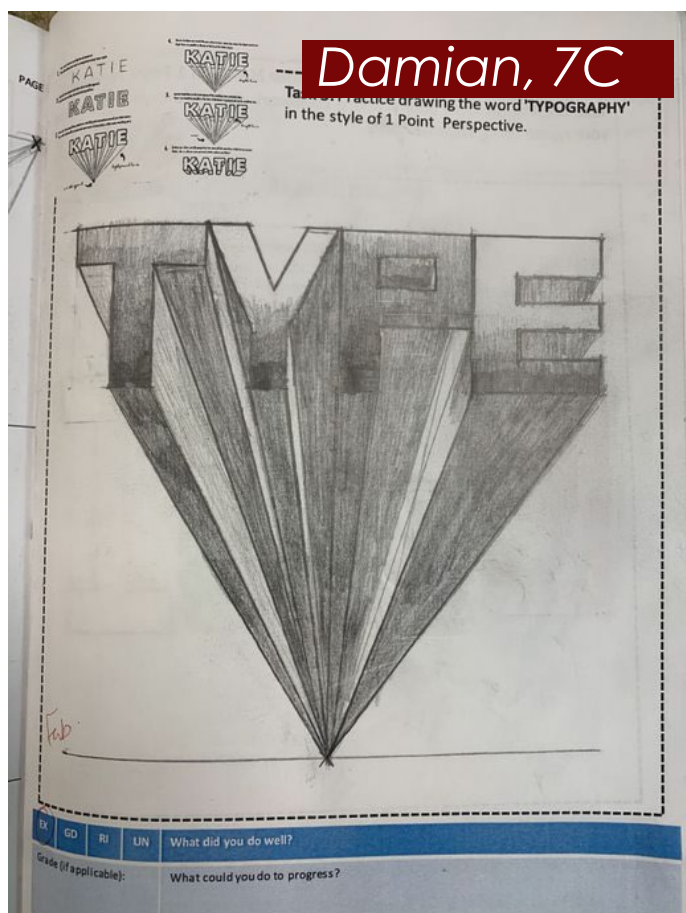 Damian, 7C
PAGE
KATIE
KATIE
KATIE
KATIE
KATIE
KATIE
Practice drawing the word 'TYPOGRAPHY'
in the style of 1 Point Perspective.
TYPE
Fab.
EX GD RI UN What did you do well?
Grade (if applicable): What could you do to progress?